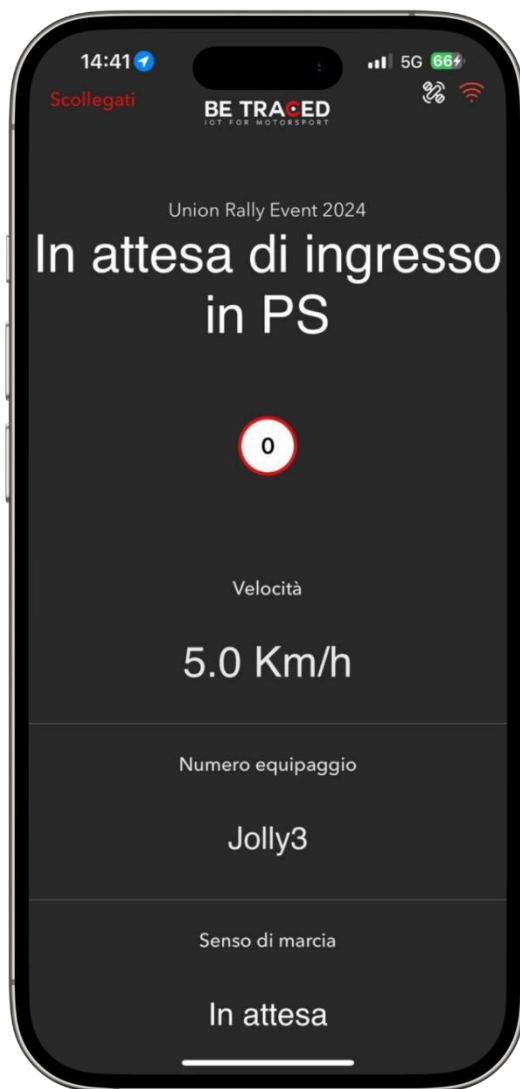 14:41
5G 66
Scollegati
BE TRACED
IOT FOR MOTORSPORT
Union Rally Event 2024
In attesa di ingresso
in PS
0
Velocità
5.0 Km/h
Numero equipaggio
Jolly3
Senso di marcia
In attesa